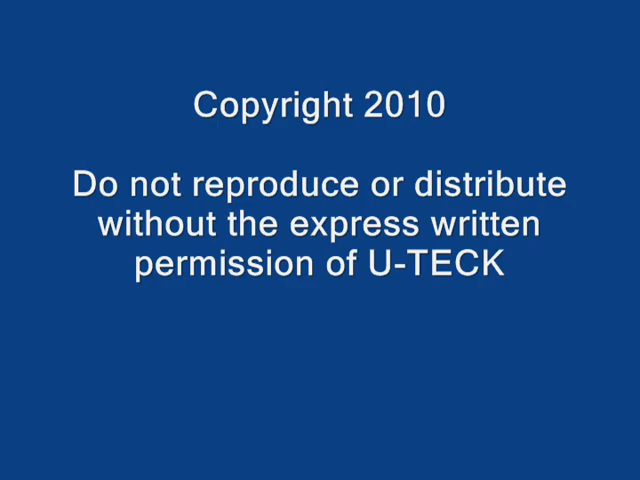 Copyright 2010
Do not reproduce or distribute
without the express written
permission of U-TECK